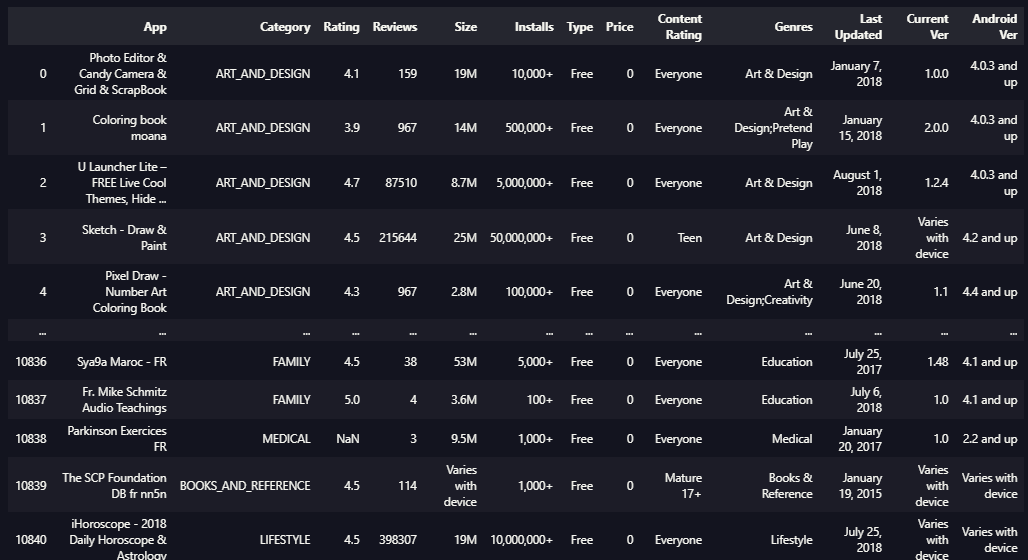 App Category Rating Reviews Size Installs Type Price Content Rating Genres Last Updated Current Ver Android Ver
0 Photo Editor & Candy Camera & Grid & ScrapBook ART_AND_DESIGN 4.1 159 19M 10,000+ Free 0 Everyone Art & Design January 7, 2018 1.0.0 4.0.3 and up
1 Coloring book moana ART_AND_DESIGN 3.9 967 14M 500,000+ Free 0 Everyone Art & Design;Pretend Play January 15, 2018 2.0.0 4.0.3 and up
2 U Launcher Lite – FREE Live Cool Themes, Hide ... ART_AND_DESIGN 4.7 87510 8.7M 5,000,000+ Free 0 Everyone Art & Design August 1, 2018 1.2.4 4.0.3 and up
3 Sketch - Draw & Paint ART_AND_DESIGN 4.5 215644 25M 50,000,000+ Free 0 Teen Art & Design June 8, 2018 Varies with device 4.2 and up
4 Pixel Draw - Number Art Coloring Book ART_AND_DESIGN 4.3 967 2.8M 100,000+ Free 0 Everyone Art & Design;Creativity June 20, 2018 1.1 4.4 and up
... ... ... ... ... ... ... ... ... ... ... ... ... ...
10836 Sya9a Maroc - FR FAMILY 4.5 38 53M 5,000+ Free 0 Everyone Education July 25, 2017 1.48 4.1 and up
10837 Fr. Mike Schmitz Audio Teachings FAMILY 5.0 4 3.6M 100+ Free 0 Everyone Education July 6, 2018 1.0 4.1 and up
10838 Parkinson Exercices FR MEDICAL NaN 3 9.5M 1,000+ Free 0 Everyone Medical January 20, 2017 1.0 2.2 and up
10839 The SCP Foundation DB fr nn5n BOOKS_AND_REFERENCE 4.5 114 Varies with device 1,000+ Free 0 Mature 17+ Books & Reference January 19, 2015 Varies with device Varies with device
10840 iHoroscope - 2018 Daily Horoscope & Astrology LIFESTYLE 4.5 398307 19M 10,000,000+ Free 0 Everyone Lifestyle July 25, 2018 Varies with device Varies with device